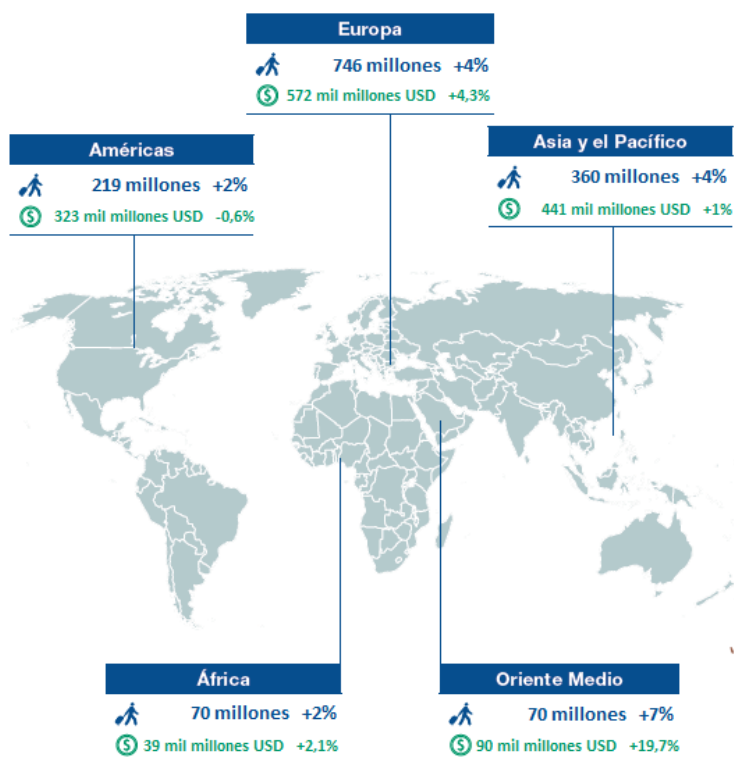 Europa
746 millones +4%
572 mil millones USD +4,3%
Américas
219 millones +2%
323 mil millones USD -0,6%
Asia y el Pacífico
360 millones +4%
441 mil millones USD +1%
África
70 millones +2%
39 mil millones USD +2,1%
Oriente Medio
70 millones +7%
90 mil millones USD +19,7%